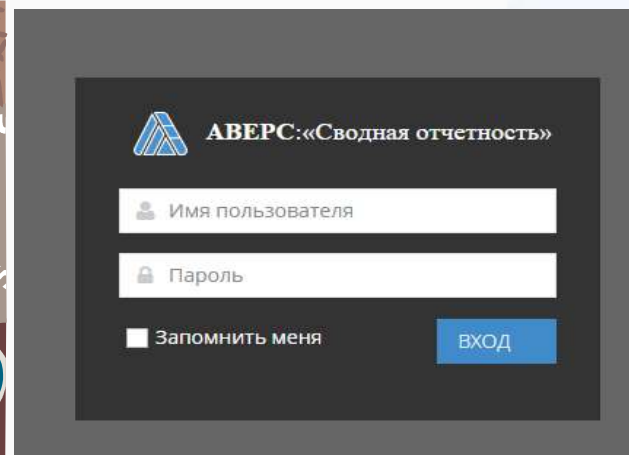 АВЕРС:«Сводная отчетность»
Имя пользователя
Пароль
Запомнить меня
ВХОД